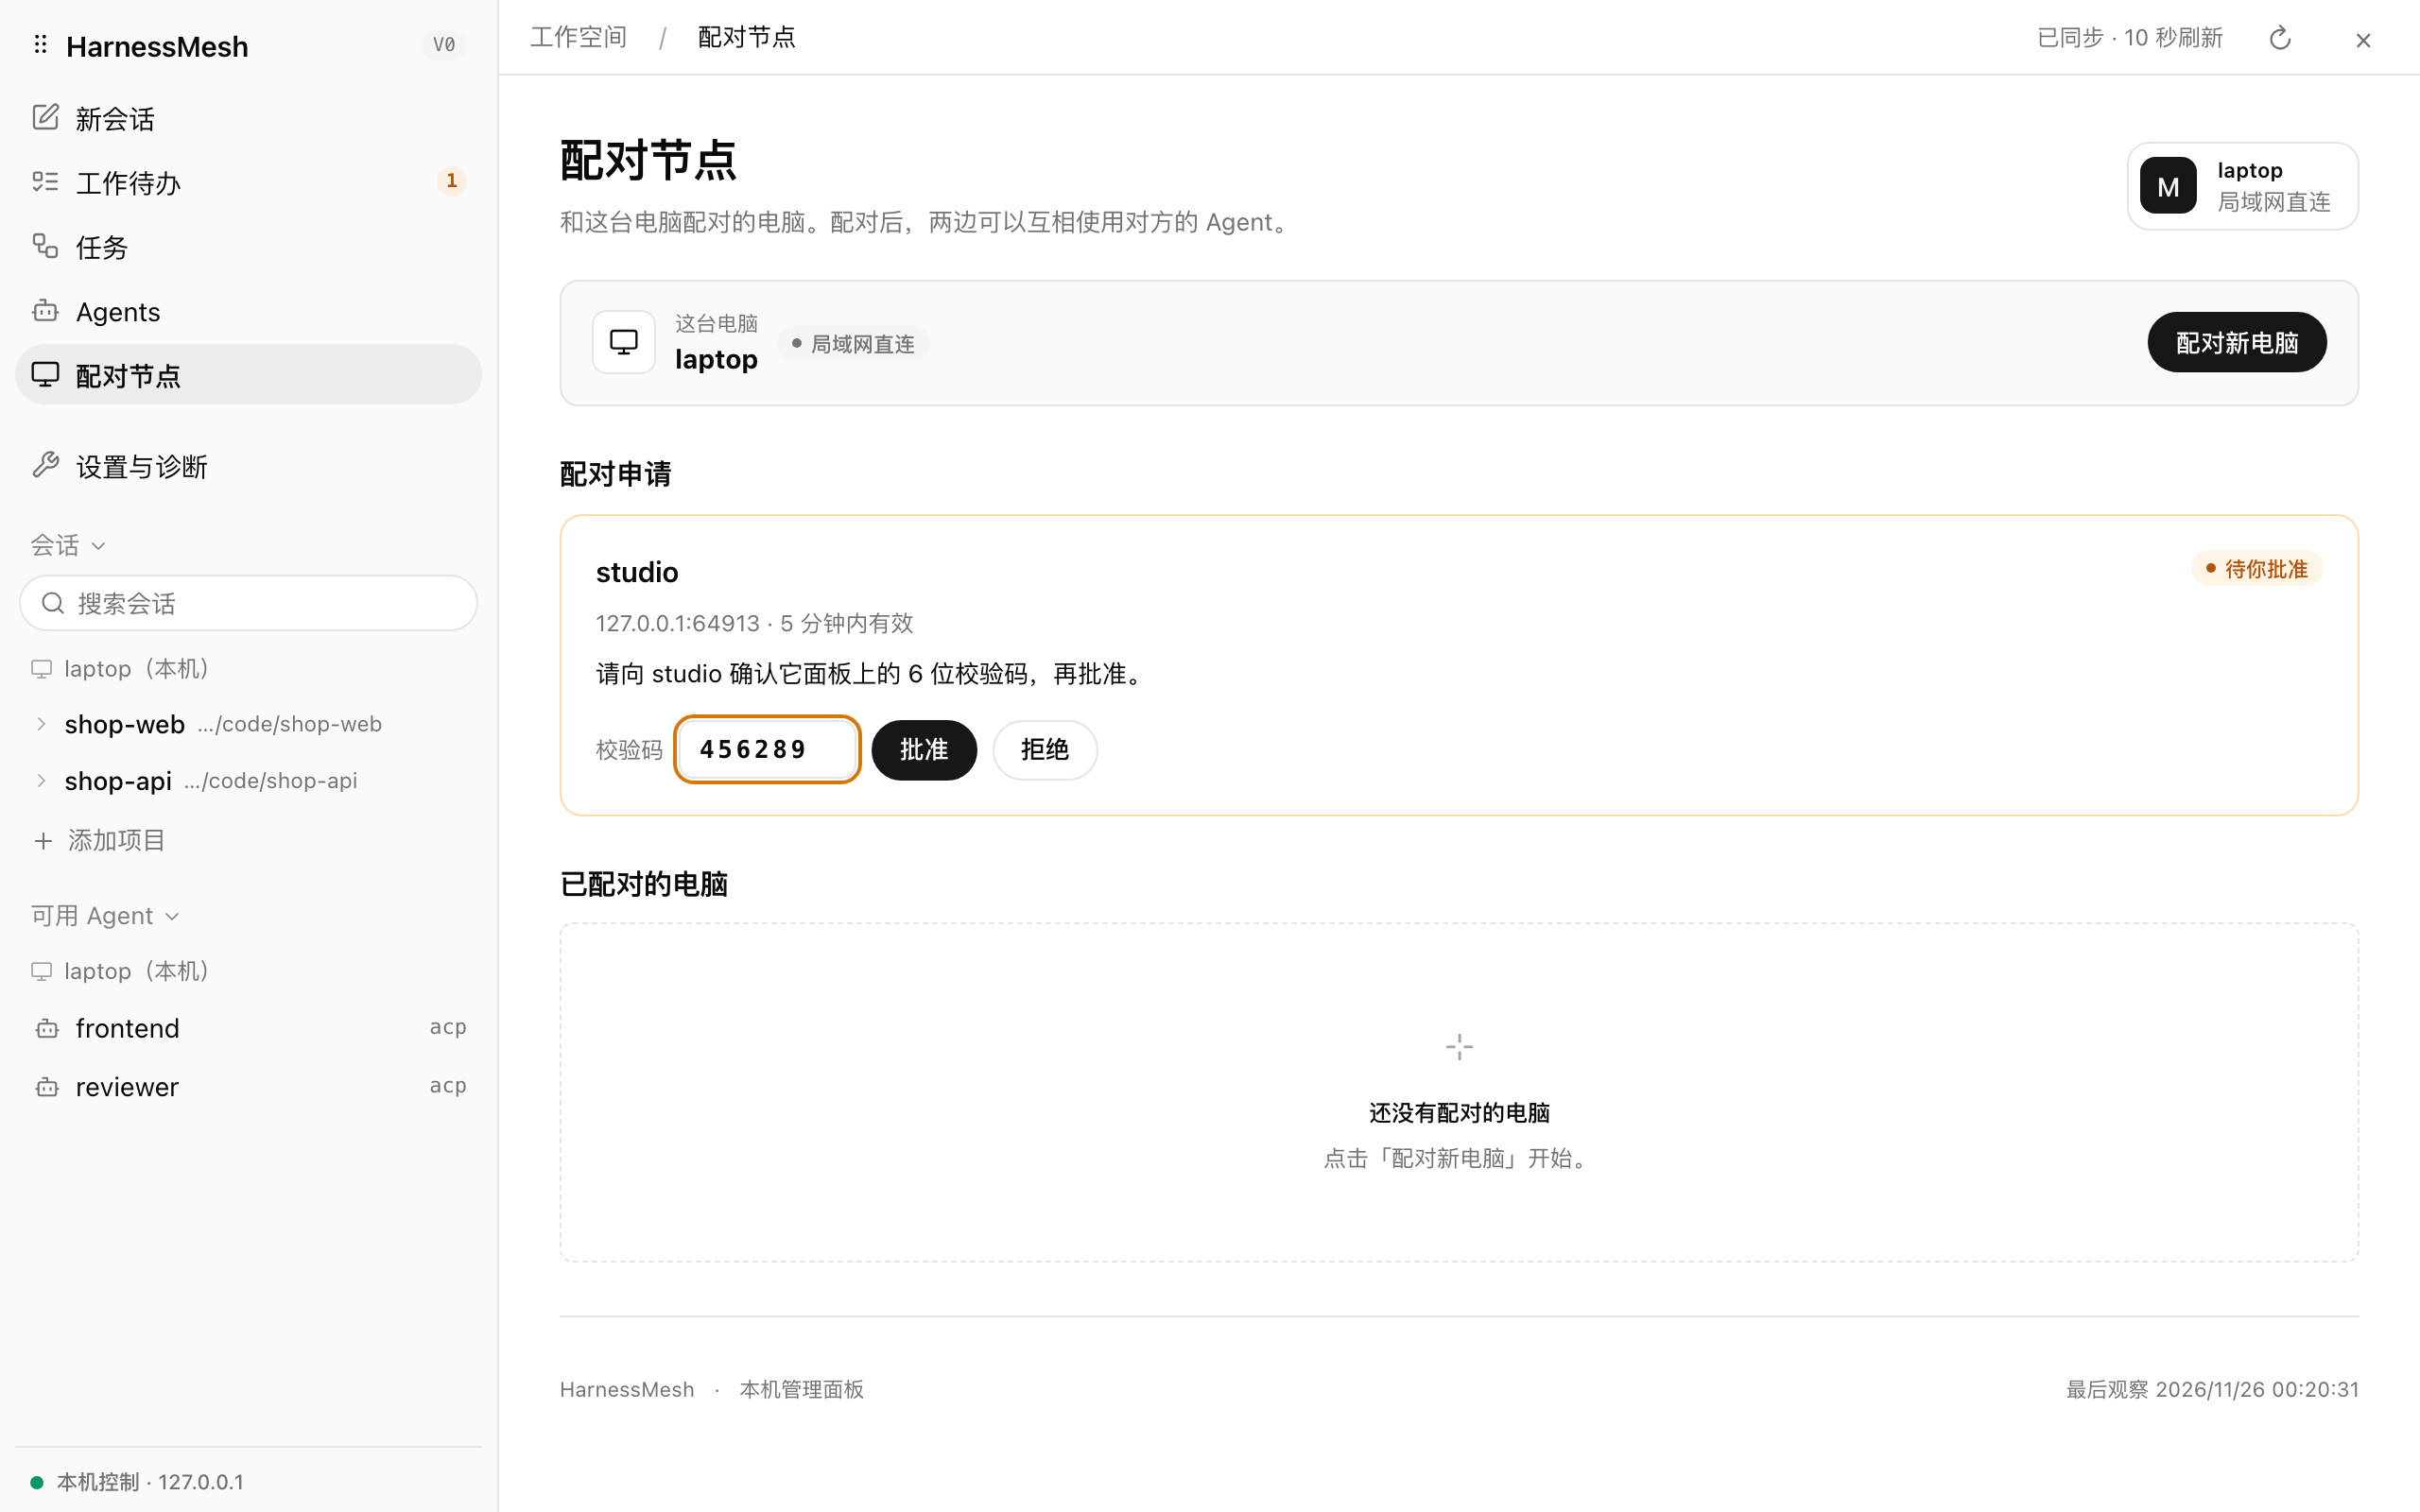 HarnessMesh
V0
新会话
工作待办
1
任务
Agents
配对节点
设置与诊断
会话
搜索会话
laptop（本机）
shop-web .../code/shop-web
shop-api .../code/shop-api
添加项目
可用 Agent
laptop（本机）
frontend acp
reviewer acp
本机控制 · 127.0.0.1
工作空间 / 配对节点
已同步 · 10 秒刷新
配对节点
和这台电脑配对的电脑。配对后，两边可以互相使用对方的 Agent。
M
laptop
局域网直连
这台电脑
laptop
局域网直连
配对新电脑
配对申请
studio
待你批准
127.0.0.1:64913 · 5 分钟内有效
请向 studio 确认它面板上的 6 位校验码，再批准。
校验码 456289 批准 拒绝
已配对的电脑
还没有配对的电脑
点击「配对新电脑」开始。
HarnessMesh · 本机管理面板
最后观察 2026/11/26 00:20:31